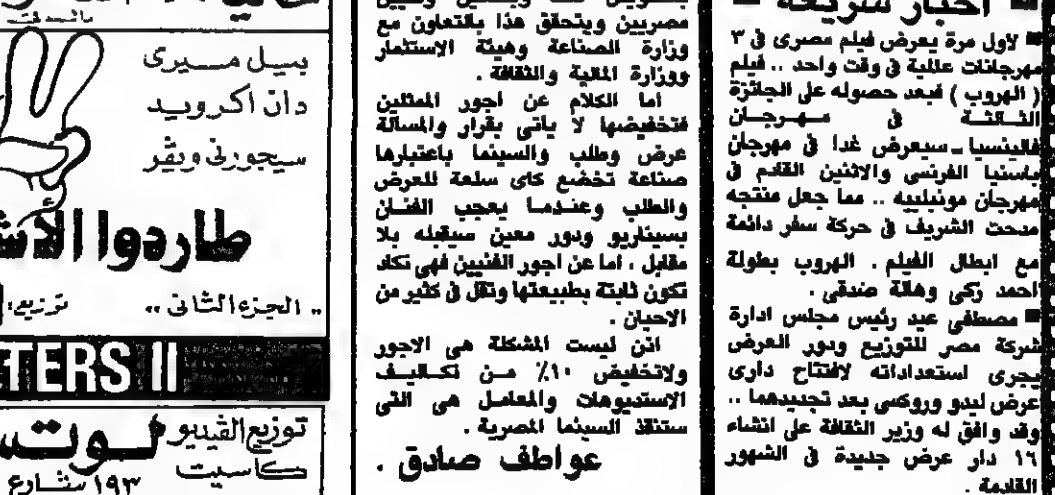 أخبار سريعة
■ لاول مرة يعرض فيلم مصرى فى ٣
مهرجانات عالمية فى وقت واحد .. فيلم
( الهروب ) فبعد حصوله على الجائزة
الثالثة فى مهرجان
فالينسيا ـ سيعرض غدا فى مهرجان
باستيا الفرنسى والاثنين القادم فى
مهرجان مونبلييه .. مما جعل منتجه
مدحت الشريف فى حركة سفر دائمة
مع ابطال الفيلم . الهروب بطولة
احمد زكى وهالة صدقى .
■ مصطفى عيد رئيس مجلس ادارة
شركة مصر للتوزيع ودور العرض
يجرى استعداداته لافتتاح دارى
عرض ليدو وروكسى بعد تجديدهما ..
وقد وافق له وزير الثقافة على انشاء
١٦ دار عرض جديدة فى الشهور
القادمة .
مصريين ويتحقق هذا بالتعاون مع
وزارة الصناعة وهيئة الاستثمار
ووزارة المالية والثقافة .
اما الكلام عن اجور الممثلين
فتخفيضها لا ياتى بقرار والمسالة
عرض وطلب والسينما باعتبارها
صناعة تخضع كاى سلعة للعرض
والطلب وعندما يعجب الفنان
بسيناريو ودور معين سيقبله بلا
مقابل ، اما عن اجور الفنيين فهى تكاد
تكون ثابتة بطبيعتها وتقل فى كثير من
الاحيان .
اذن ليست المشكلة هى الاجور
ولاتخفيض ١٠٪ من تكاليف
الاستديوهات والمعامل هى التى
ستنقذ السينما المصرية .
عواطف صادق .
بيل ميرى
دان اكرويد
سيجورنى ويڤر
طاردوا الأش
.. الجزء الثانى ..
توزيع:
TERS II
توزيع الڤيديو لوتس
كاسيت
١٩٣ شارع